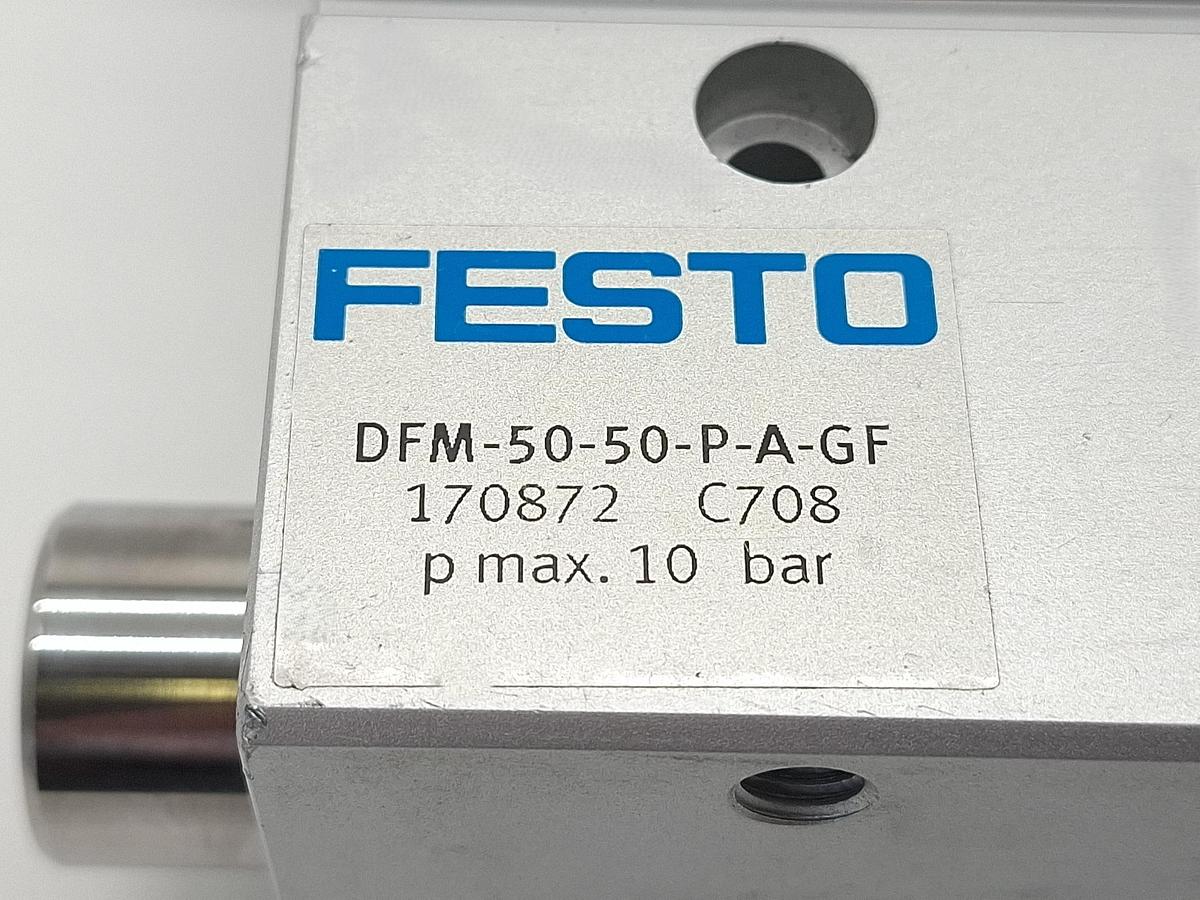 FESTO
DFM-50-50-P-A-GF
170872 C708
p max. 10 bar